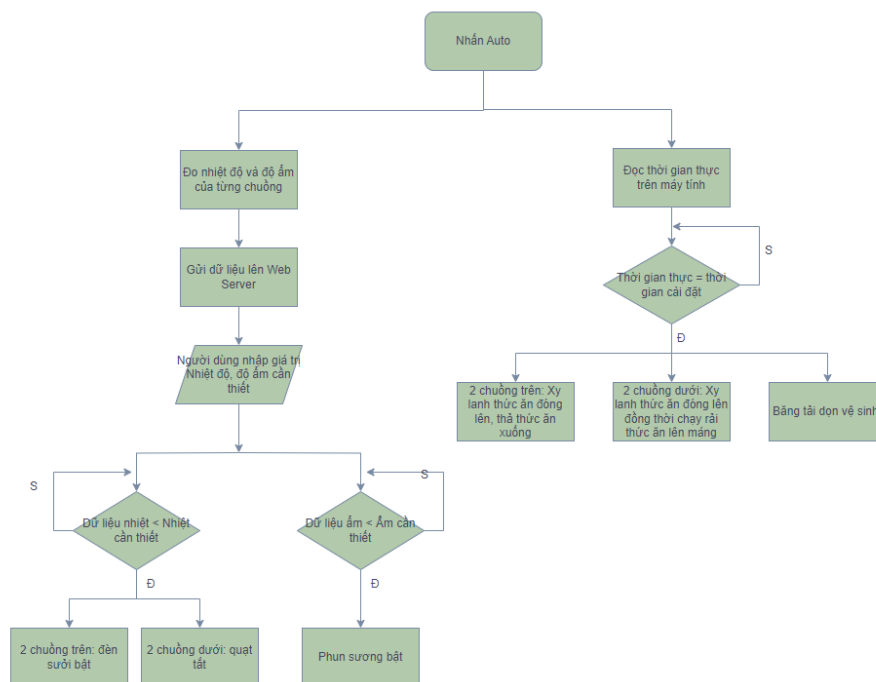 Nhấn Auto
Đo nhiệt độ và độ ẩm
của từng chuồng
Gửi dữ liệu lên Web
Server
Người dùng nhập giá trị
Nhiệt độ, độ ẩm cần
thiết
S
Dữ liệu nhiệt < Nhiệt
cần thiết
Đ
2 chuồng trên: đèn
sưởi bật
2 chuồng dưới: quạt
tắt
S
Dữ liệu ẩm < Ẩm cần
thiết
Đ
Phun sương bật
Đọc thời gian thực
trên máy tính
S
Thời gian thực = thời
gian cải đặt
Đ
2 chuồng trên: Xy
lanh thức ăn đóng
lên, thả thức ăn
xuống
2 chuồng dưới: Xy
lanh thức ăn đóng lên
đồng thời chạy rải
thức ăn lên máng
Băng tải dọn vệ sinh